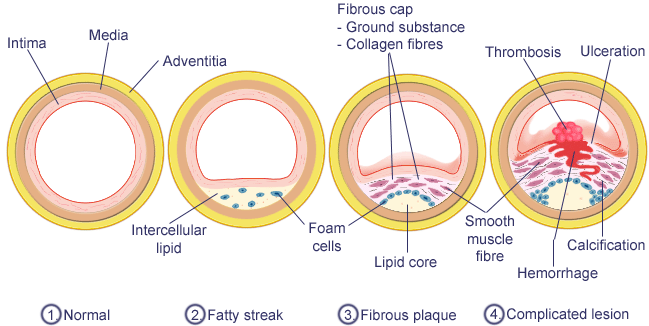 Fibrous cap
- Ground substance
- Collagen fibres
Intima
Media
Adventitia
Thrombosis
Ulceration
Intercellular
lipid
Foam
cells
Lipid core
Smooth
muscle
fibre
Calcification
Hemorrhage
1 Normal
2. Fatty streak
3 Fibrous plaque
4. Complicated lesion